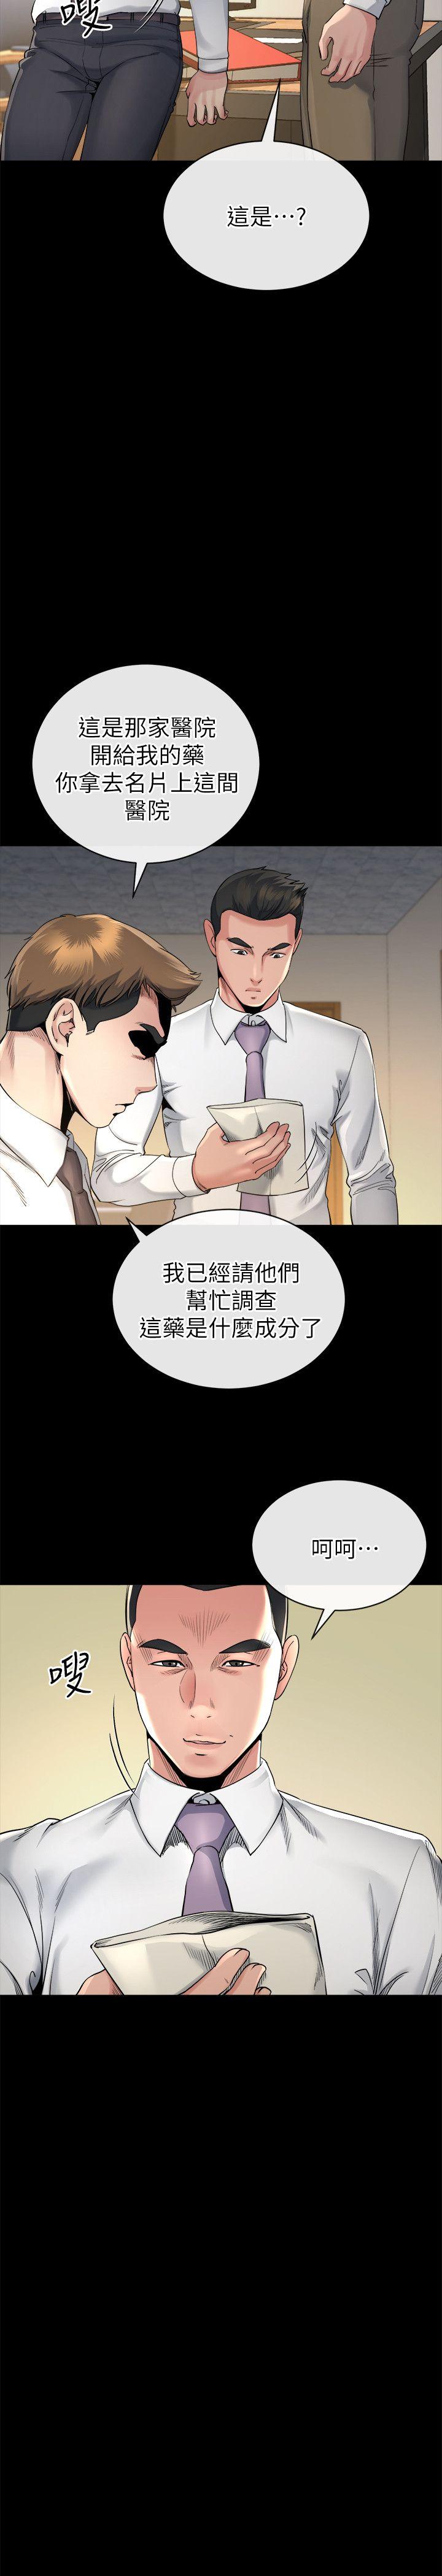 嗖
這是⋯?
這是那家醫院
開給我的藥
你拿去名片上這間
醫院
我已經請他們
幫忙調查
這藥是什麼成分了
呵呵⋯
嗖